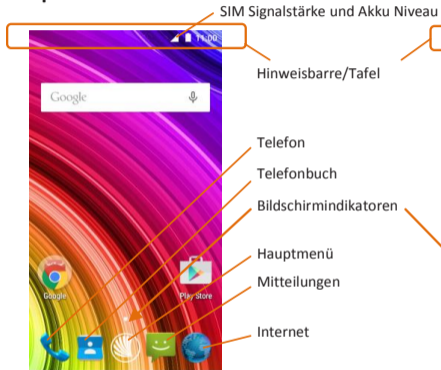 SIM Signalstärke und Akku Niveau
11:00
Hinweisbarre/Tafel
Google
Telefon
Telefonbuch
Bildschirmindikatoren
Hauptmenü
Google
Play Store
Mitteilungen
Internet